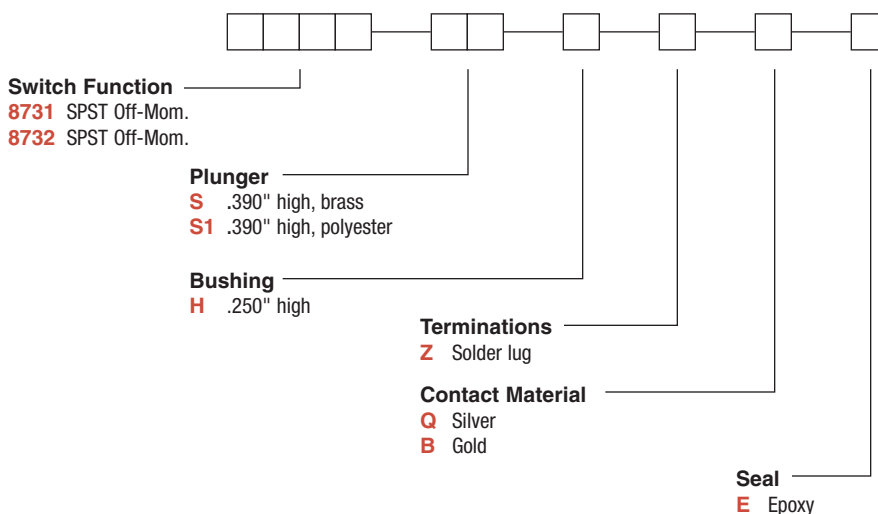 Switch Function
8731 SPST Off-Mom.
8732 SPST Off-Mom.
Plunger
S .390" high, brass
S1 .390" high, polyester
Bushing
H .250" high
Terminations
Z Solder lug
Contact Material
Q Silver
B Gold
Seal
E Epoxy